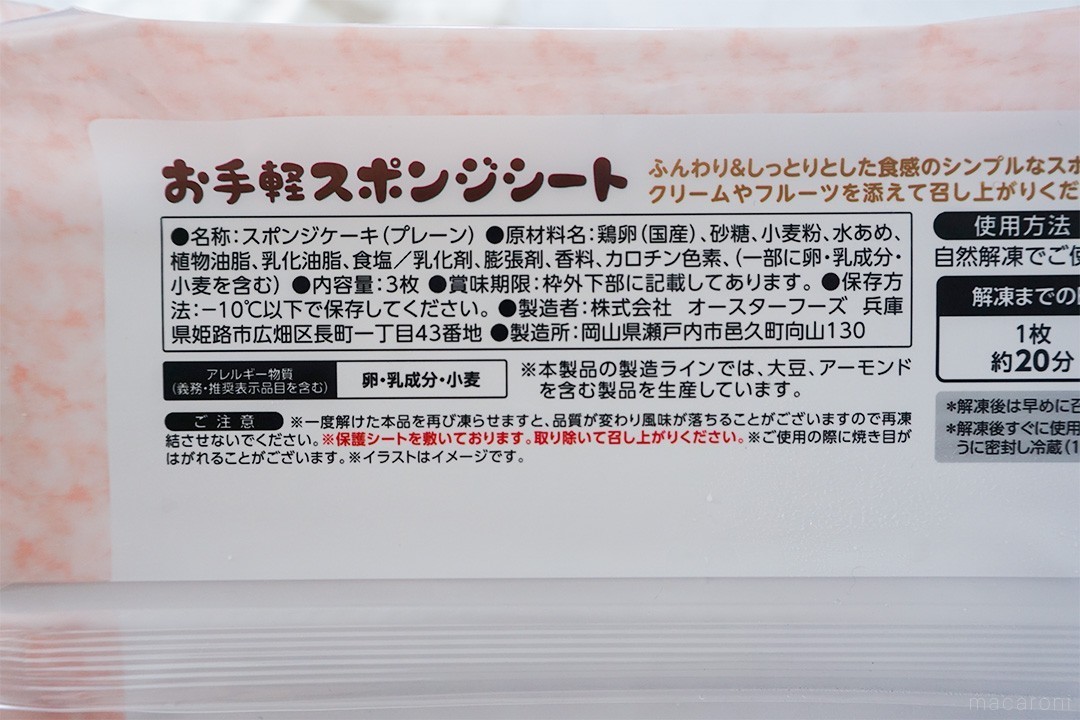 お手軽スポンジシート
ふんわり&しっとりとした食感のシンプルなスポ
クリームやフルーツを添えて召し上がりくだ
●名称:スポンジケーキ(プレーン) ●原材料名:鶏卵(国産)、砂糖、小麦粉、水あめ、
植物油脂、乳化油脂、食塩/乳化剤、膨張剤、香料、カロチン色素、(一部に卵・乳成分・
小麦を含む) ●内容量:3枚 ●賞味期限:枠外下部に記載してあります。 ●保存方
法:−10℃以下で保存してください。 ●製造者:株式会社 オースターフーズ 兵庫
県姫路市広畑区長町一丁目43番地 ●製造所:岡山県瀬戸内市邑久町向山130
アレルギー物質
(義務・推奨表示品目を含む)
卵・乳成分・小麦
※本製品の製造ラインでは、大豆、アーモンド
を含む製品を生産しています。
ご注意 ※一度解けた本品を再び凍らせますと、品質が変わり風味が落ちることがございますので再凍
結させないでください。※保護シートを敷いております。取り除いて召し上がりください。※ご使用の際に焼き目が
はがれることがございます。※イラストはイメージです。
使用方法
自然解凍でご使
解凍までの
1枚
約20分
*解凍後は早めに召
*解凍後すぐに使用
うに密封し冷蔵(1
macaroni